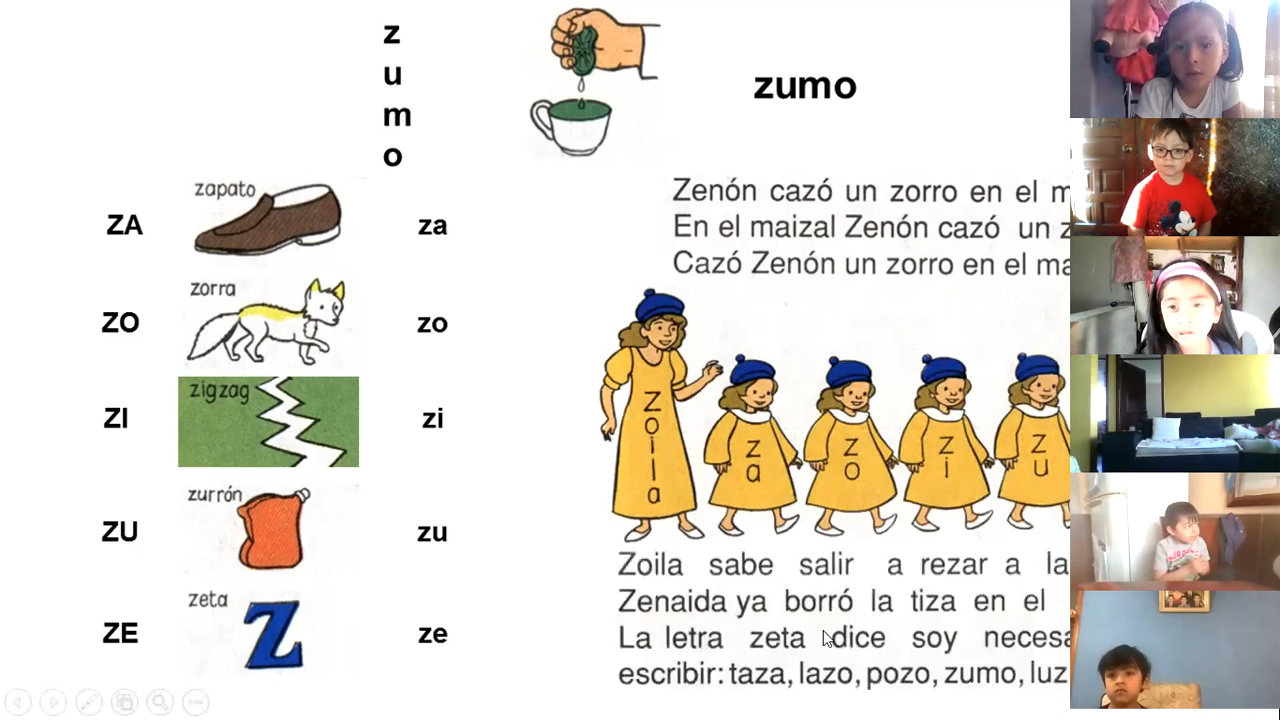 z
u
m
o
zumo
ZA
zapato
za
ZO
zorra
zo
ZI
zigzag
zi
ZU
zurrón
zu
ZE
zeta
Z
ze
Zenón cazó un zorro en el
En el maizal Zenón cazó un
Cazó Zenón un zorro en el
Zoila
za
zo
zi
zu
Zoila sabe salir a rezar a la
Zenaida ya borró la tiza en el
La letra zeta dice soy
escribir: taza, lazo, pozo, zumo, luz